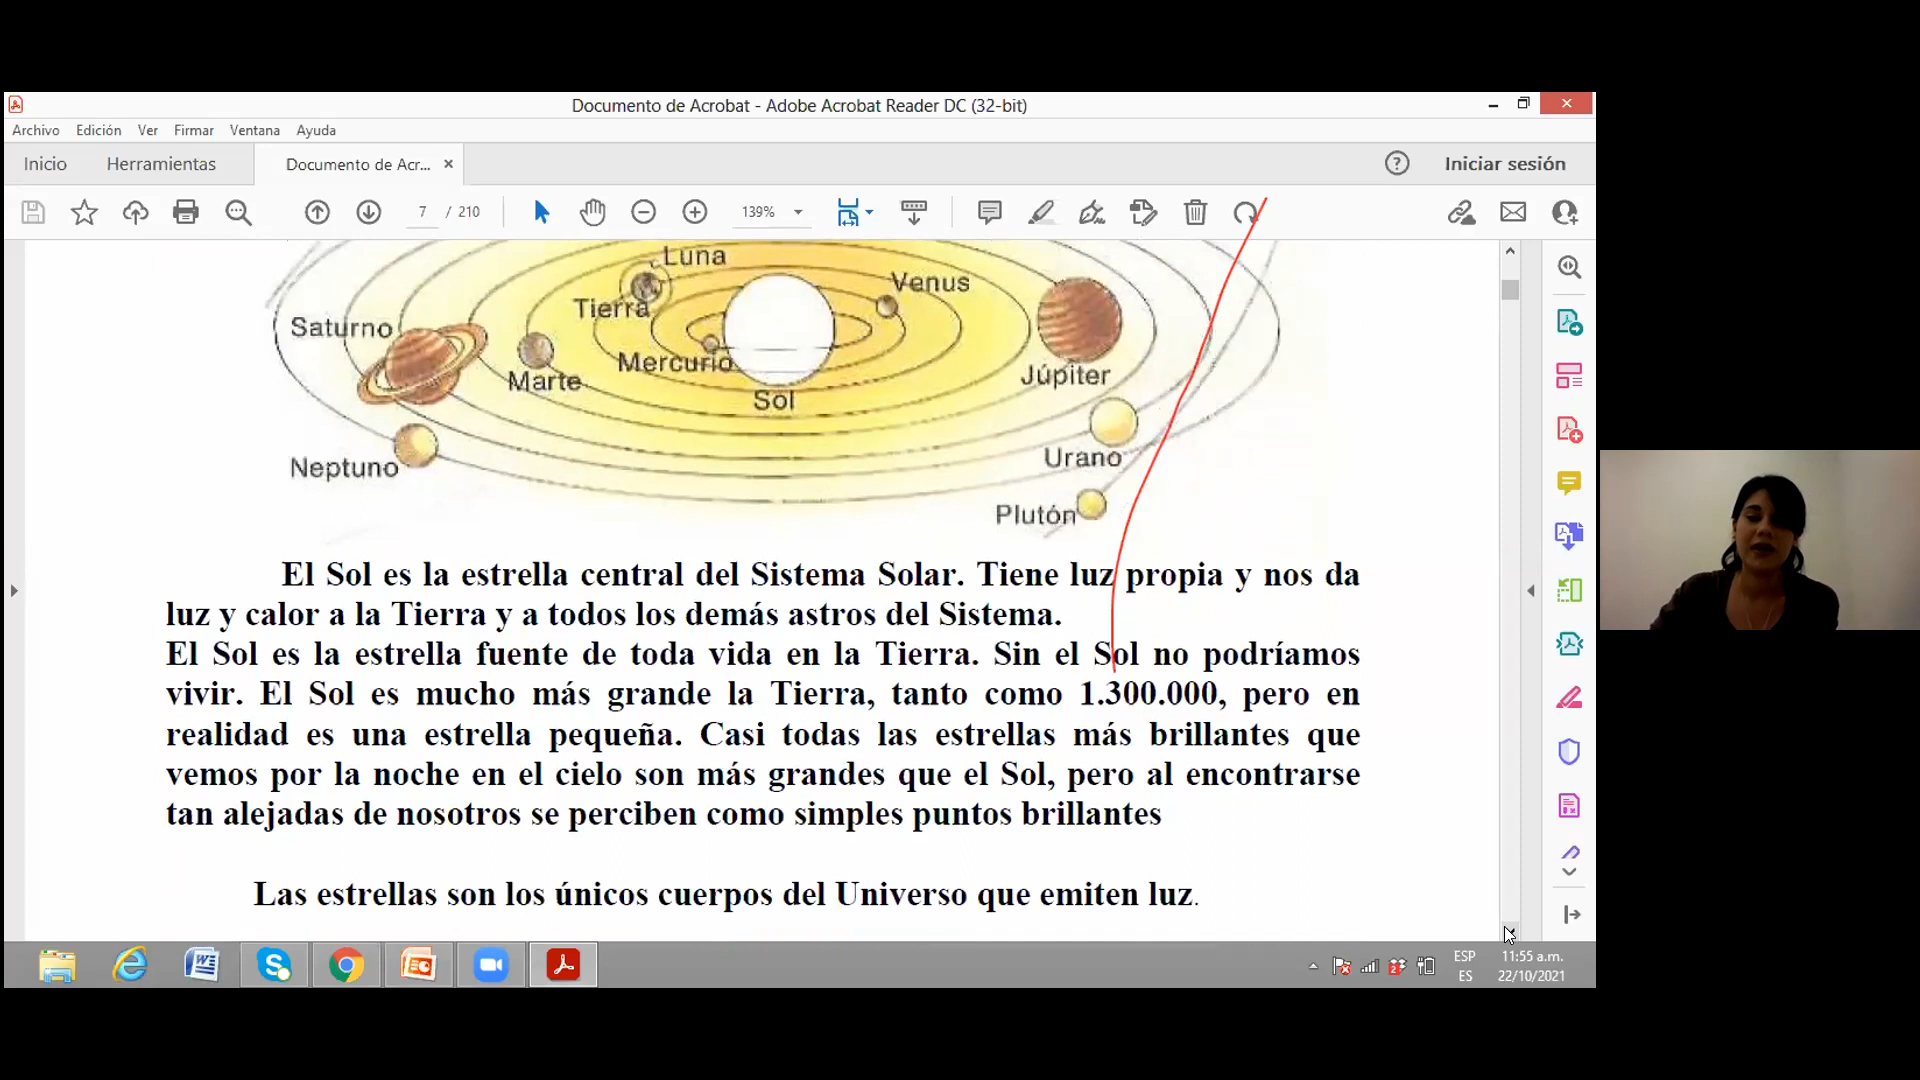 Documento de Acrobat - Adobe Acrobat Reader DC (32-bit)
Archivo Edición Ver Firmar Ventana Ayuda
Inicio Herramientas Documento de Acr... Iniciar sesión
7 / 210 139%
Luna
Venus
Tierra
Saturno
Mercurio
Marte
Júpiter
Sol
Urano
Neptuno
Plutón
El Sol es la estrella central del Sistema Solar. Tiene luz propia y nos da
luz y calor a la Tierra y a todos los demás astros del Sistema.
El Sol es la estrella fuente de toda vida en la Tierra. Sin el Sol no podríamos
vivir. El Sol es mucho más grande la Tierra, tanto como 1.300.000, pero en
realidad es una estrella pequeña. Casi todas las estrellas más brillantes que
vemos por la noche en el cielo son más grandes que el Sol, pero al encontrarse
tan alejadas de nosotros se perciben como simples puntos brillantes
Las estrellas son los únicos cuerpos del Universo que emiten luz.
ESP 11:55 a.m.
ES 22/10/2021